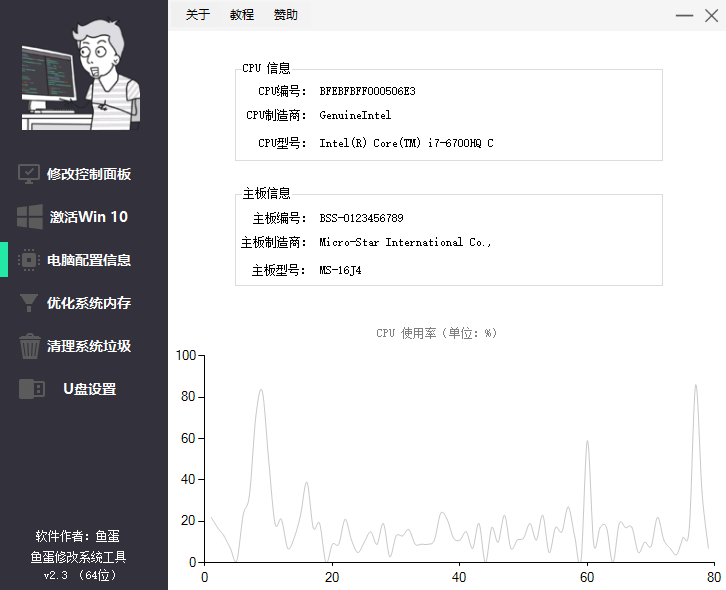 关于 教程 赞助
修改控制面板
激活Win 10
电脑配置信息
优化系统内存
清理系统垃圾
U盘设置
软件作者：鱼蛋
鱼蛋修改系统工具
v2.3 （64位）
CPU 信息
CPU编号： BFEBFBFF000506E3
CPU制造商： GenuineIntel
CPU型号： Intel(R) Core(TM) i7-6700HQ C
主板信息
主板编号： BSS-0123456789
主板制造商： Micro-Star International Co.,
主板型号： MS-16J4
CPU 使用率（单位：%）
100
80
60
40
20
0
0 20 40 60 80